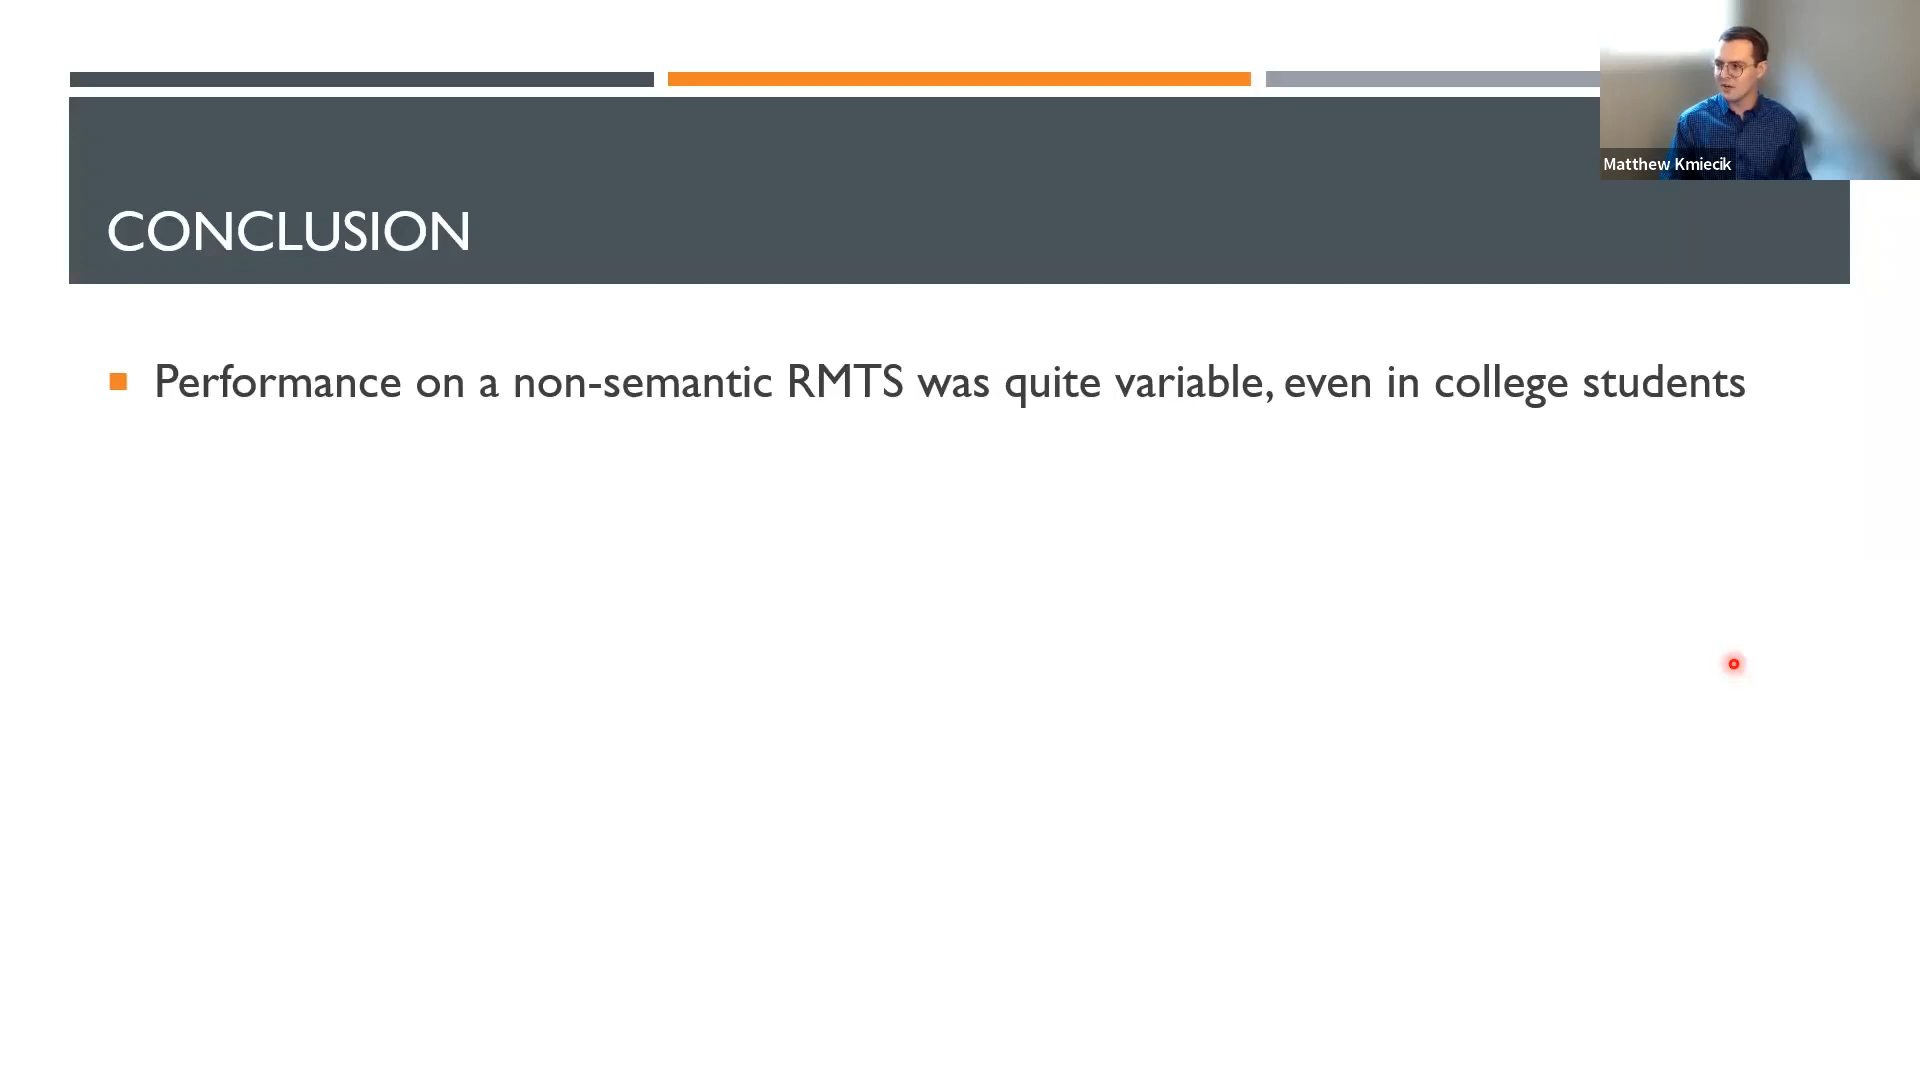 Matthew Kmiecik
CONCLUSION
Performance on a non-semantic RMTS was quite variable, even in college students